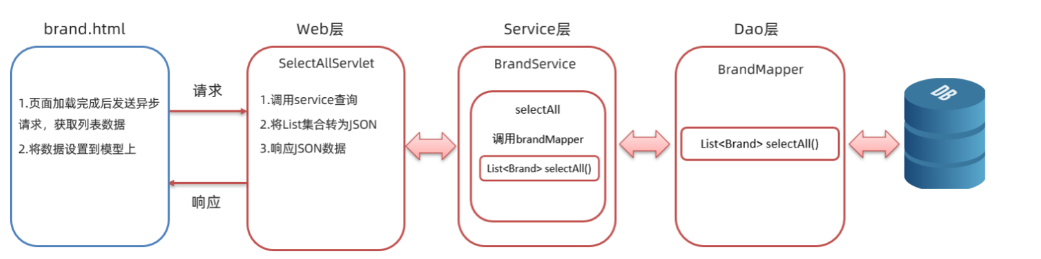 brand.html
Web层
Service层
Dao层
1.页面加载完成后发送异步
请求，获取列表数据
2.将数据设置到模型上
请求
响应
SelectAllServlet
1.调用service查询
2.将List集合转为JSON
3.响应JSON数据
BrandService
selectAll
调用brandMapper
List<Brand> selectAll()
BrandMapper
List<Brand> selectAll()
DB